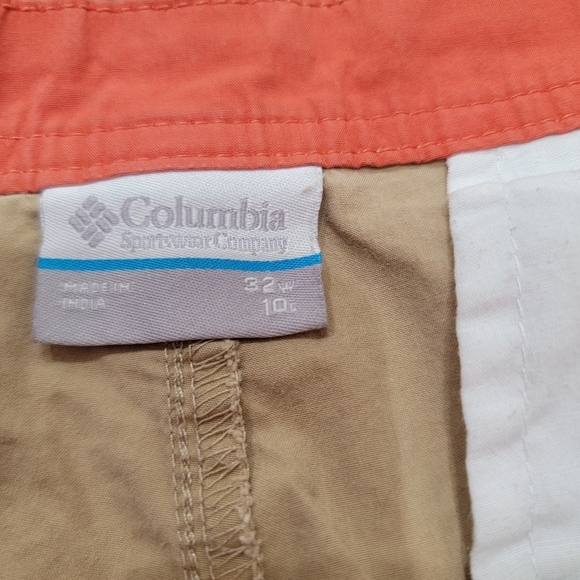 Columbia
Sportswear Company
MADE IN 32W
INDIA 10L